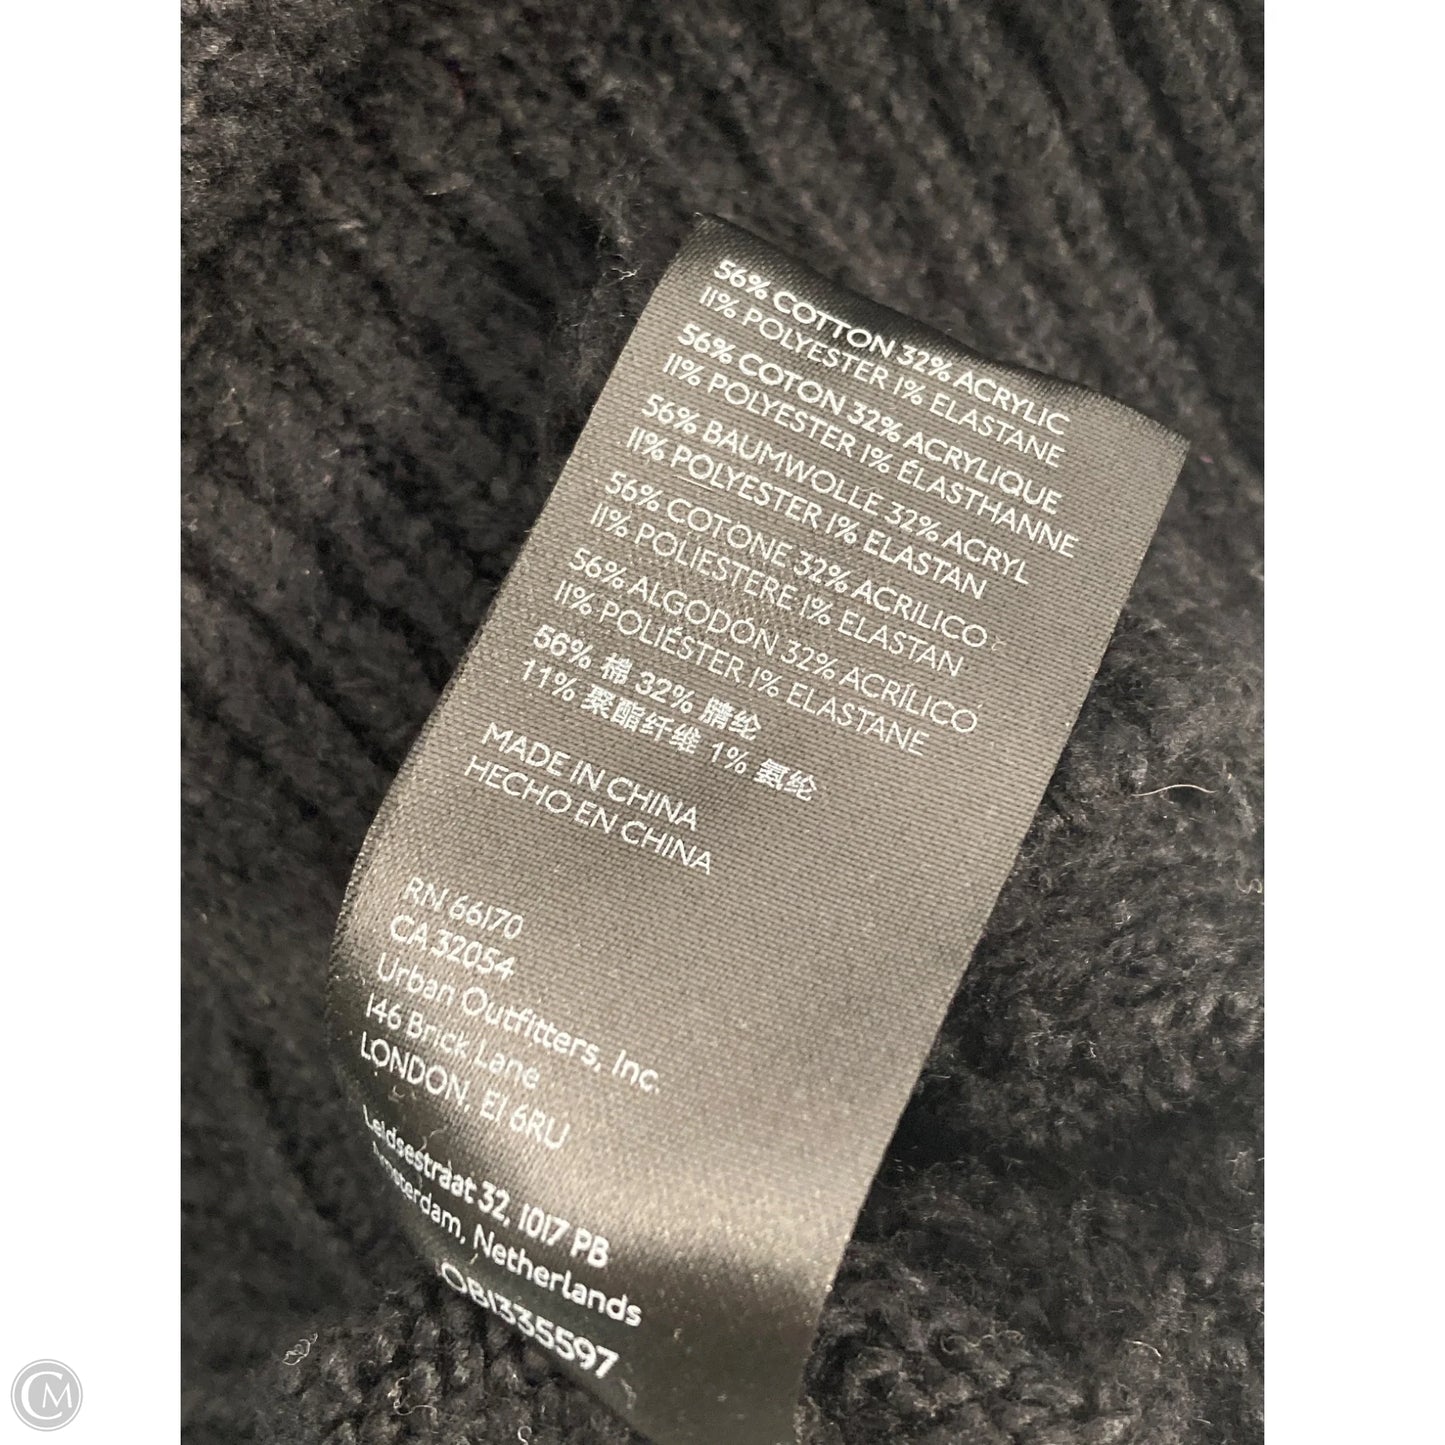 56% COTTON 32% ACRYLIC
11% POLYESTER 1% ELASTANE
56% COTON 32% ACRYLIQUE
11% POLYESTER 1% ÉLASTHANNE
56% BAUMWOLLE 32% ACRYL
11% POLYESTER 1% ELASTAN
56% COTONE 32% ACRILICO
11% POLIESTERE 1% ELASTAN
56% ALGODÓN 32% ACRÍLICO
11% POLIÉSTER 1% ELASTANE
56% 棉 32% 腈纶
11% 聚酯纤维 1% 氨纶
MADE IN CHINA
HECHO EN CHINA
RN 66170
CA 32054
Urban Outfitters, Inc.
146 Brick Lane
LONDON, E1 6RU
Leidsestraat 32, 1017 PB
Amsterdam, Netherlands
OB1335597
CM